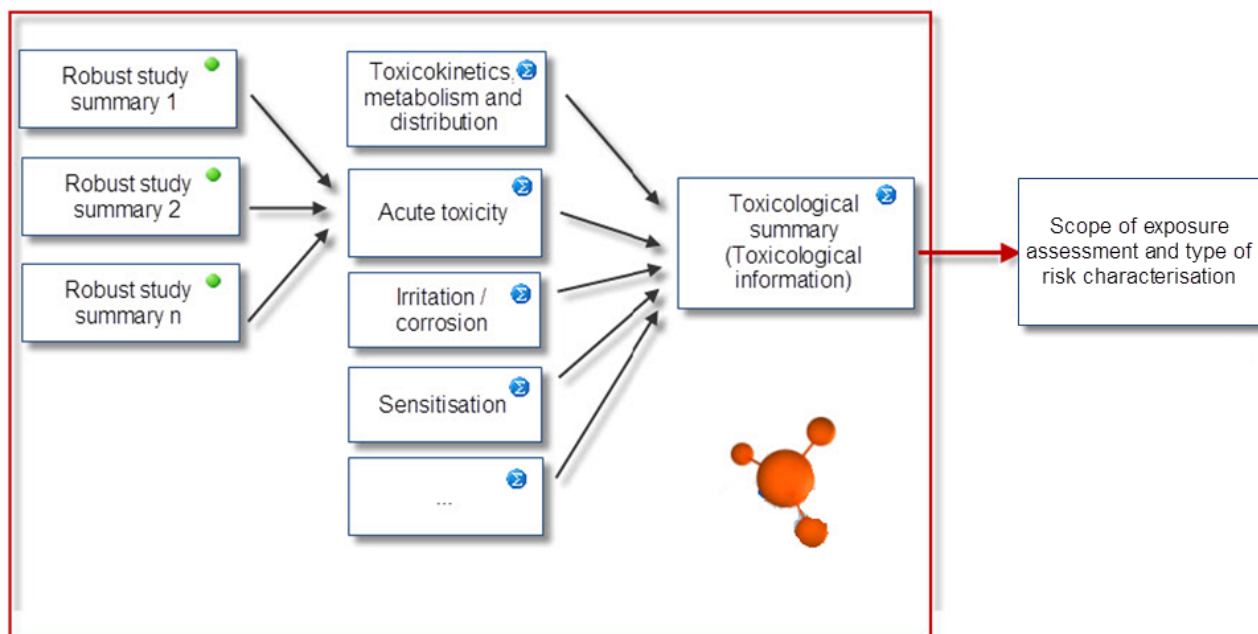 Robust study
summary 1
Robust study
summary 2
Robust study
summary n
Toxicokinetics,
metabolism and
distribution
Σ
Acute toxicity
Σ
Irritation /
corrosion
Σ
Sensitisation
Σ
...
Σ
Toxicological
summary
(Toxicological
information)
Σ
Scope of exposure
assessment and type of
risk characterisation